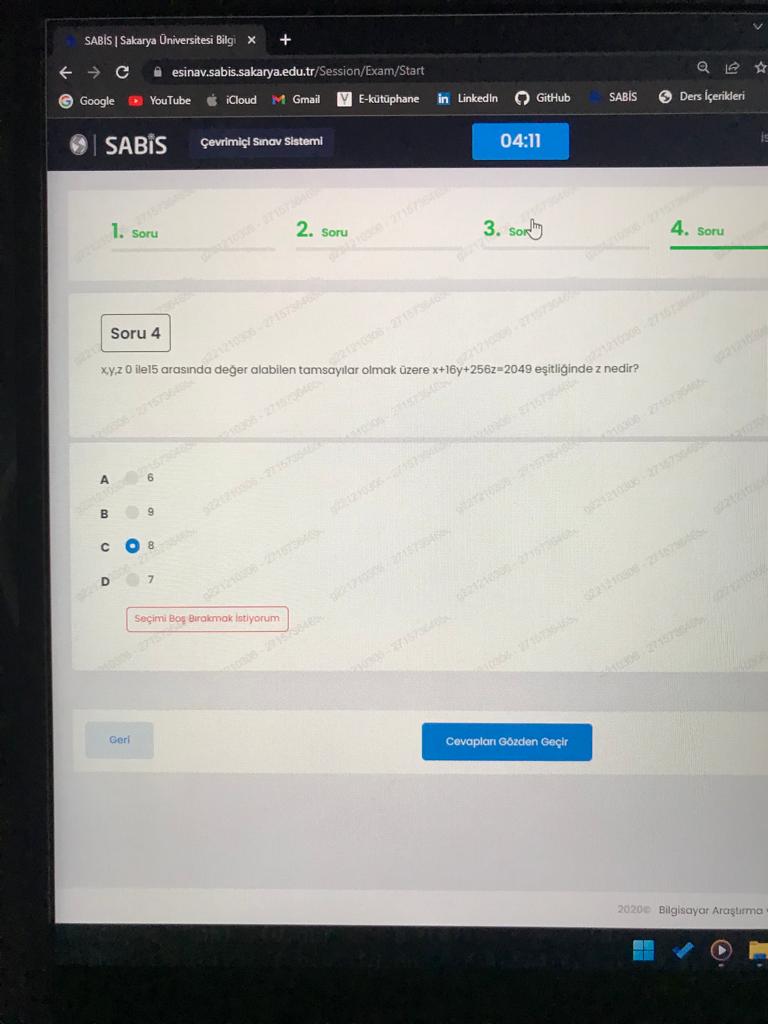 SABİS | Sakarya Üniversitesi Bilgi
esinav.sabis.sakarya.edu.tr/Session/Exam/Start
Google YouTube iCloud Gmail E-kütüphane LinkedIn GitHub SABİS Ders İçerikleri
SABİS Çevrimiçi Sınav Sistemi 04:11
1. Soru 2. Soru 3. Sor 4. Soru
Soru 4
x,y,z 0 ile15 arasında değer alabilen tamsayılar olmak üzere x+16y+256z=2049 eşitliğinde z nedir?
A 6
B 9
C 8
D 7
Seçimi Boş Bırakmak İstiyorum
Geri Cevapları Gözden Geçir
2020© Bilgisayar Araştırma